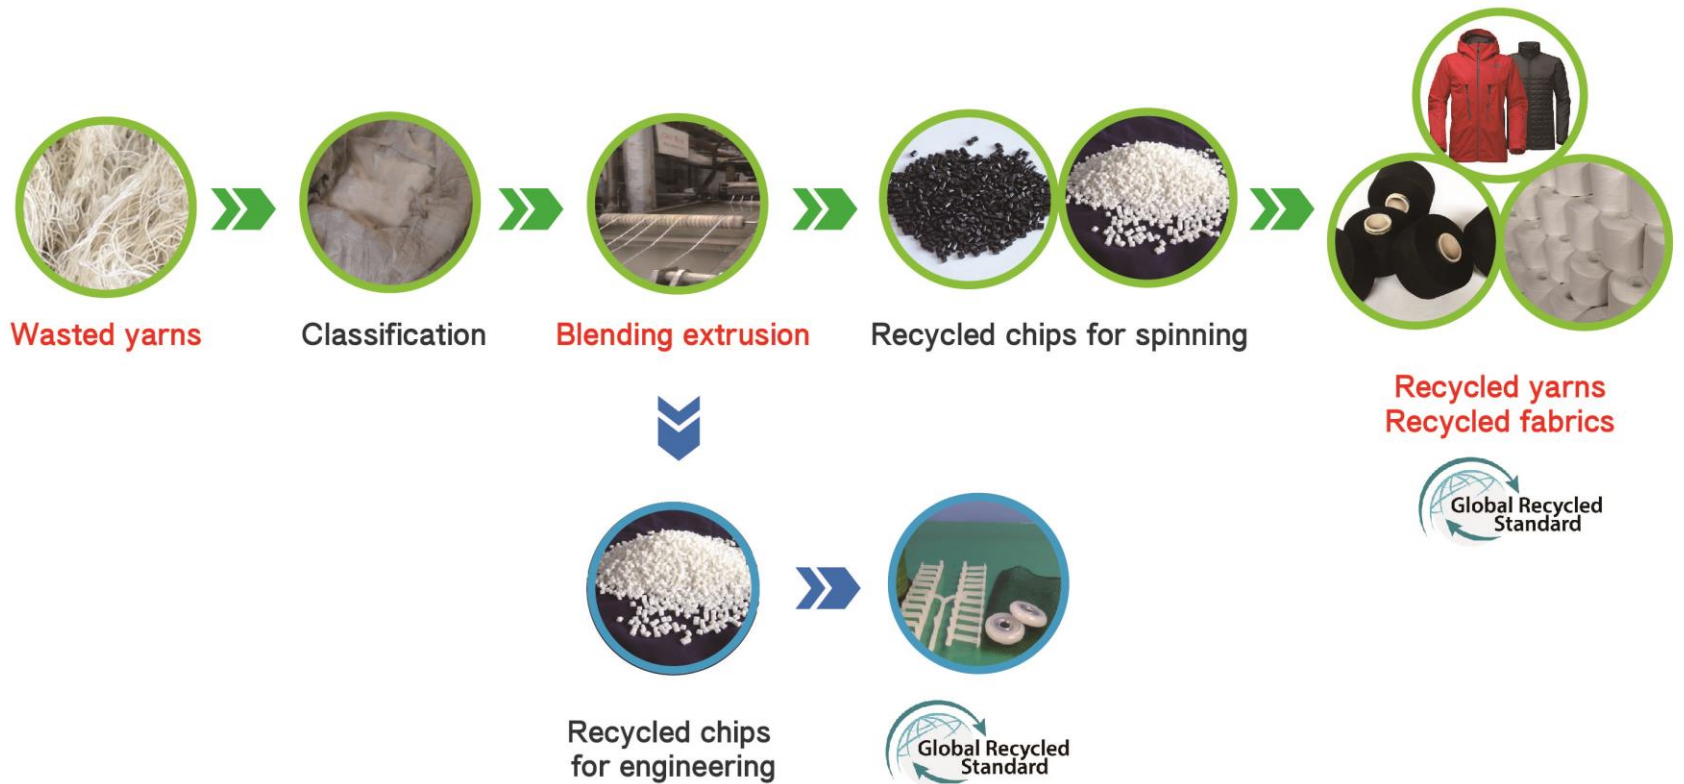 Wasted yarns
Classification
Blending extrusion
Recycled chips for spinning
Recycled yarns
Recycled fabrics
Global Recycled
Standard
Recycled chips
for engineering
Global Recycled
Standard